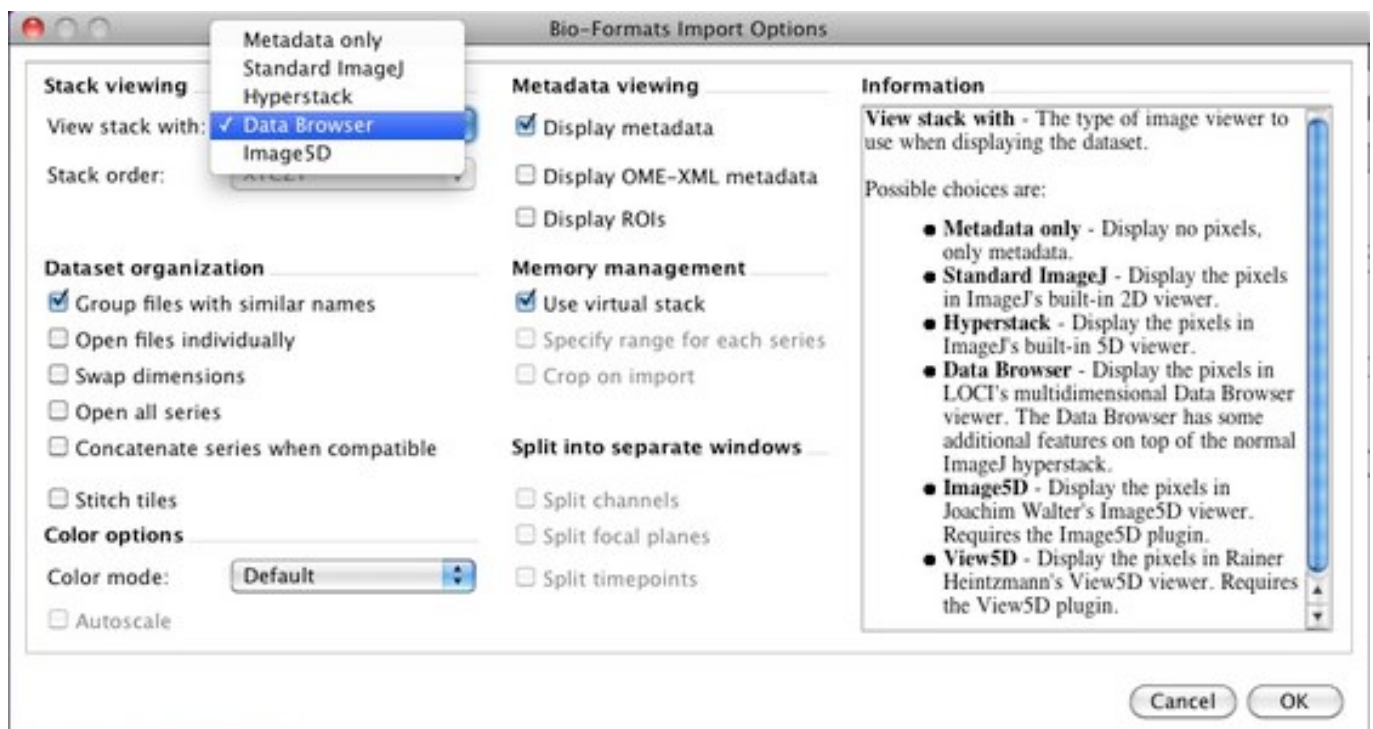 Bio-Formats Import Options
Stack viewing
View stack with:
Metadata only
Standard ImageJ
Hyperstack
✓ Data Browser
Image5D
Stack order:
Dataset organization
Group files with similar names
Open files individually
Swap dimensions
Open all series
Concatenate series when compatible
Stitch tiles
Color options
Color mode: Default
Autoscale
Metadata viewing
Display metadata
Display OME-XML metadata
Display ROIs
Memory management
Use virtual stack
Specify range for each series
Crop on import
Split into separate windows
Split channels
Split focal planes
Split timepoints
Information
View stack with - The type of image viewer to
use when displaying the dataset.
Possible choices are:
● Metadata only - Display no pixels,
only metadata.
● Standard ImageJ - Display the pixels
in ImageJ's built-in 2D viewer.
● Hyperstack - Display the pixels in
ImageJ's built-in 5D viewer.
● Data Browser - Display the pixels in
LOCI's multidimensional Data Browser
viewer. The Data Browser has some
additional features on top of the normal
ImageJ hyperstack.
● Image5D - Display the pixels in
Joachim Walter's Image5D viewer.
Requires the Image5D plugin.
● View5D - Display the pixels in Rainer
Heintzmann's View5D viewer. Requires
the View5D plugin.
Cancel
OK